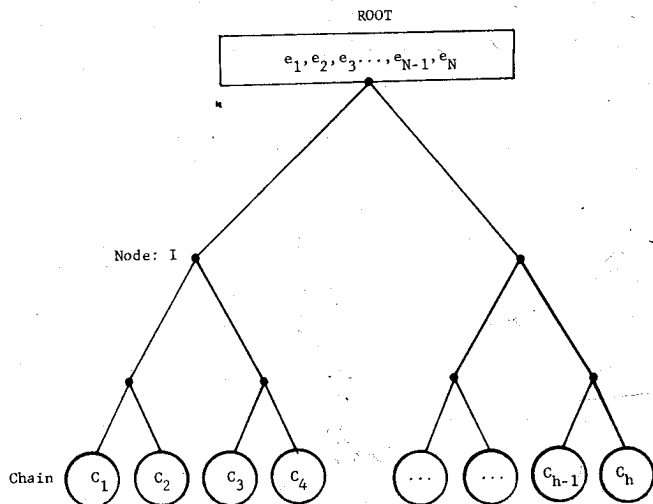 ROOT
e1, e2, e3 ..., eN-1, eN
Node: I
Chain C1 C2 C3 C4 ... ... Ch-1 Ch